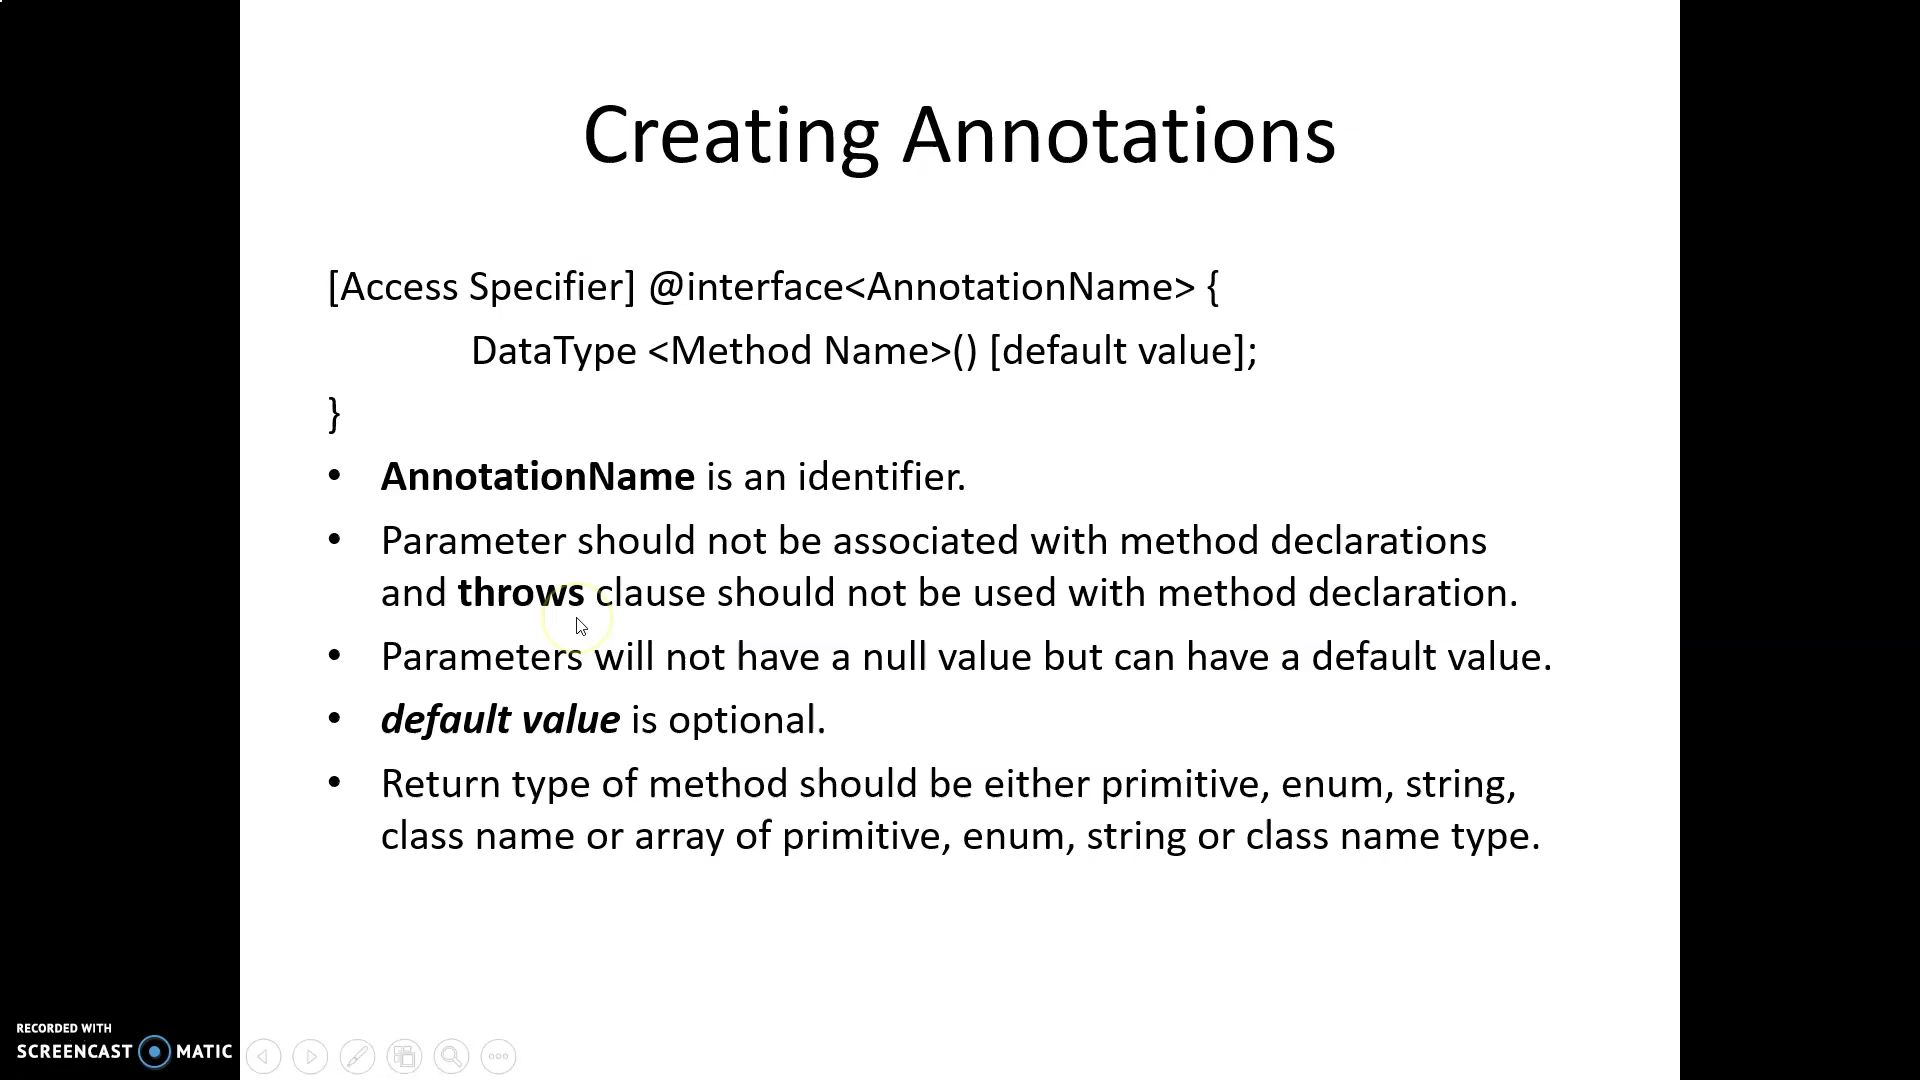 Creating Annotations
[Access Specifier] @interface<AnnotationName> {
DataType <Method Name>() [default value];
}
• AnnotationName is an identifier.
• Parameter should not be associated with method declarations
and throws clause should not be used with method declaration.
• Parameters will not have a null value but can have a default value.
• default value is optional.
• Return type of method should be either primitive, enum, string,
class name or array of primitive, enum, string or class name type.
RECORDED WITH
SCREENCAST MATIC